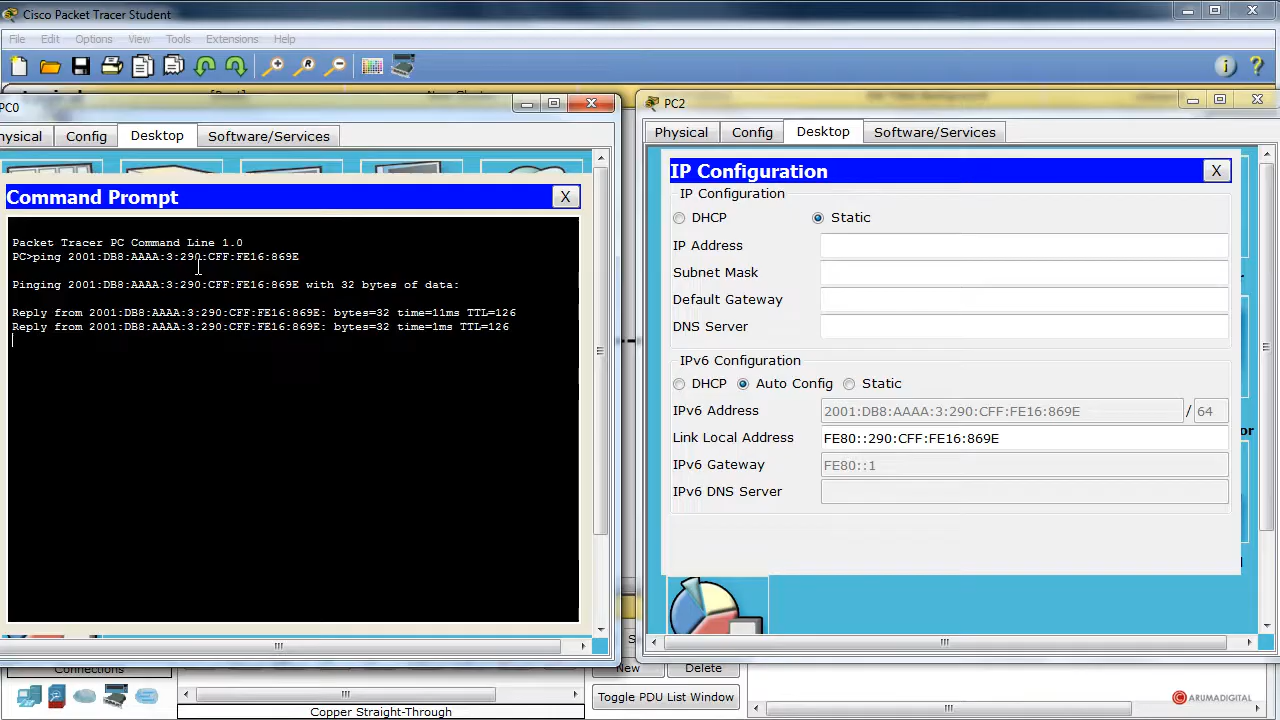 Cisco Packet Tracer Student
File Edit Options View Tools Extensions Help
PC0
hysical Config Desktop Software/Services
Command Prompt X
Packet Tracer PC Command Line 1.0
PC>ping 2001:DB8:AAAA:3:290:CFF:FE16:869E
Pinging 2001:DB8:AAAA:3:290:CFF:FE16:869E with 32 bytes of data:
Reply from 2001:DB8:AAAA:3:290:CFF:FE16:869E: bytes=32 time=11ms TTL=126
Reply from 2001:DB8:AAAA:3:290:CFF:FE16:869E: bytes=32 time=1ms TTL=126
PC2
Physical Config Desktop Software/Services
IP Configuration X
IP Configuration
DHCP Static
IP Address
Subnet Mask
Default Gateway
DNS Server
IPv6 Configuration
DHCP Auto Config Static
IPv6 Address 2001:DB8:AAAA:3:290:CFF:FE16:869E / 64
Link Local Address FE80::290:CFF:FE16:869E
IPv6 Gateway FE80::1
IPv6 DNS Server
or
Connections
New Delete
Toggle PDU List Window
Copper Straight-Through
ARUMADIGITAL